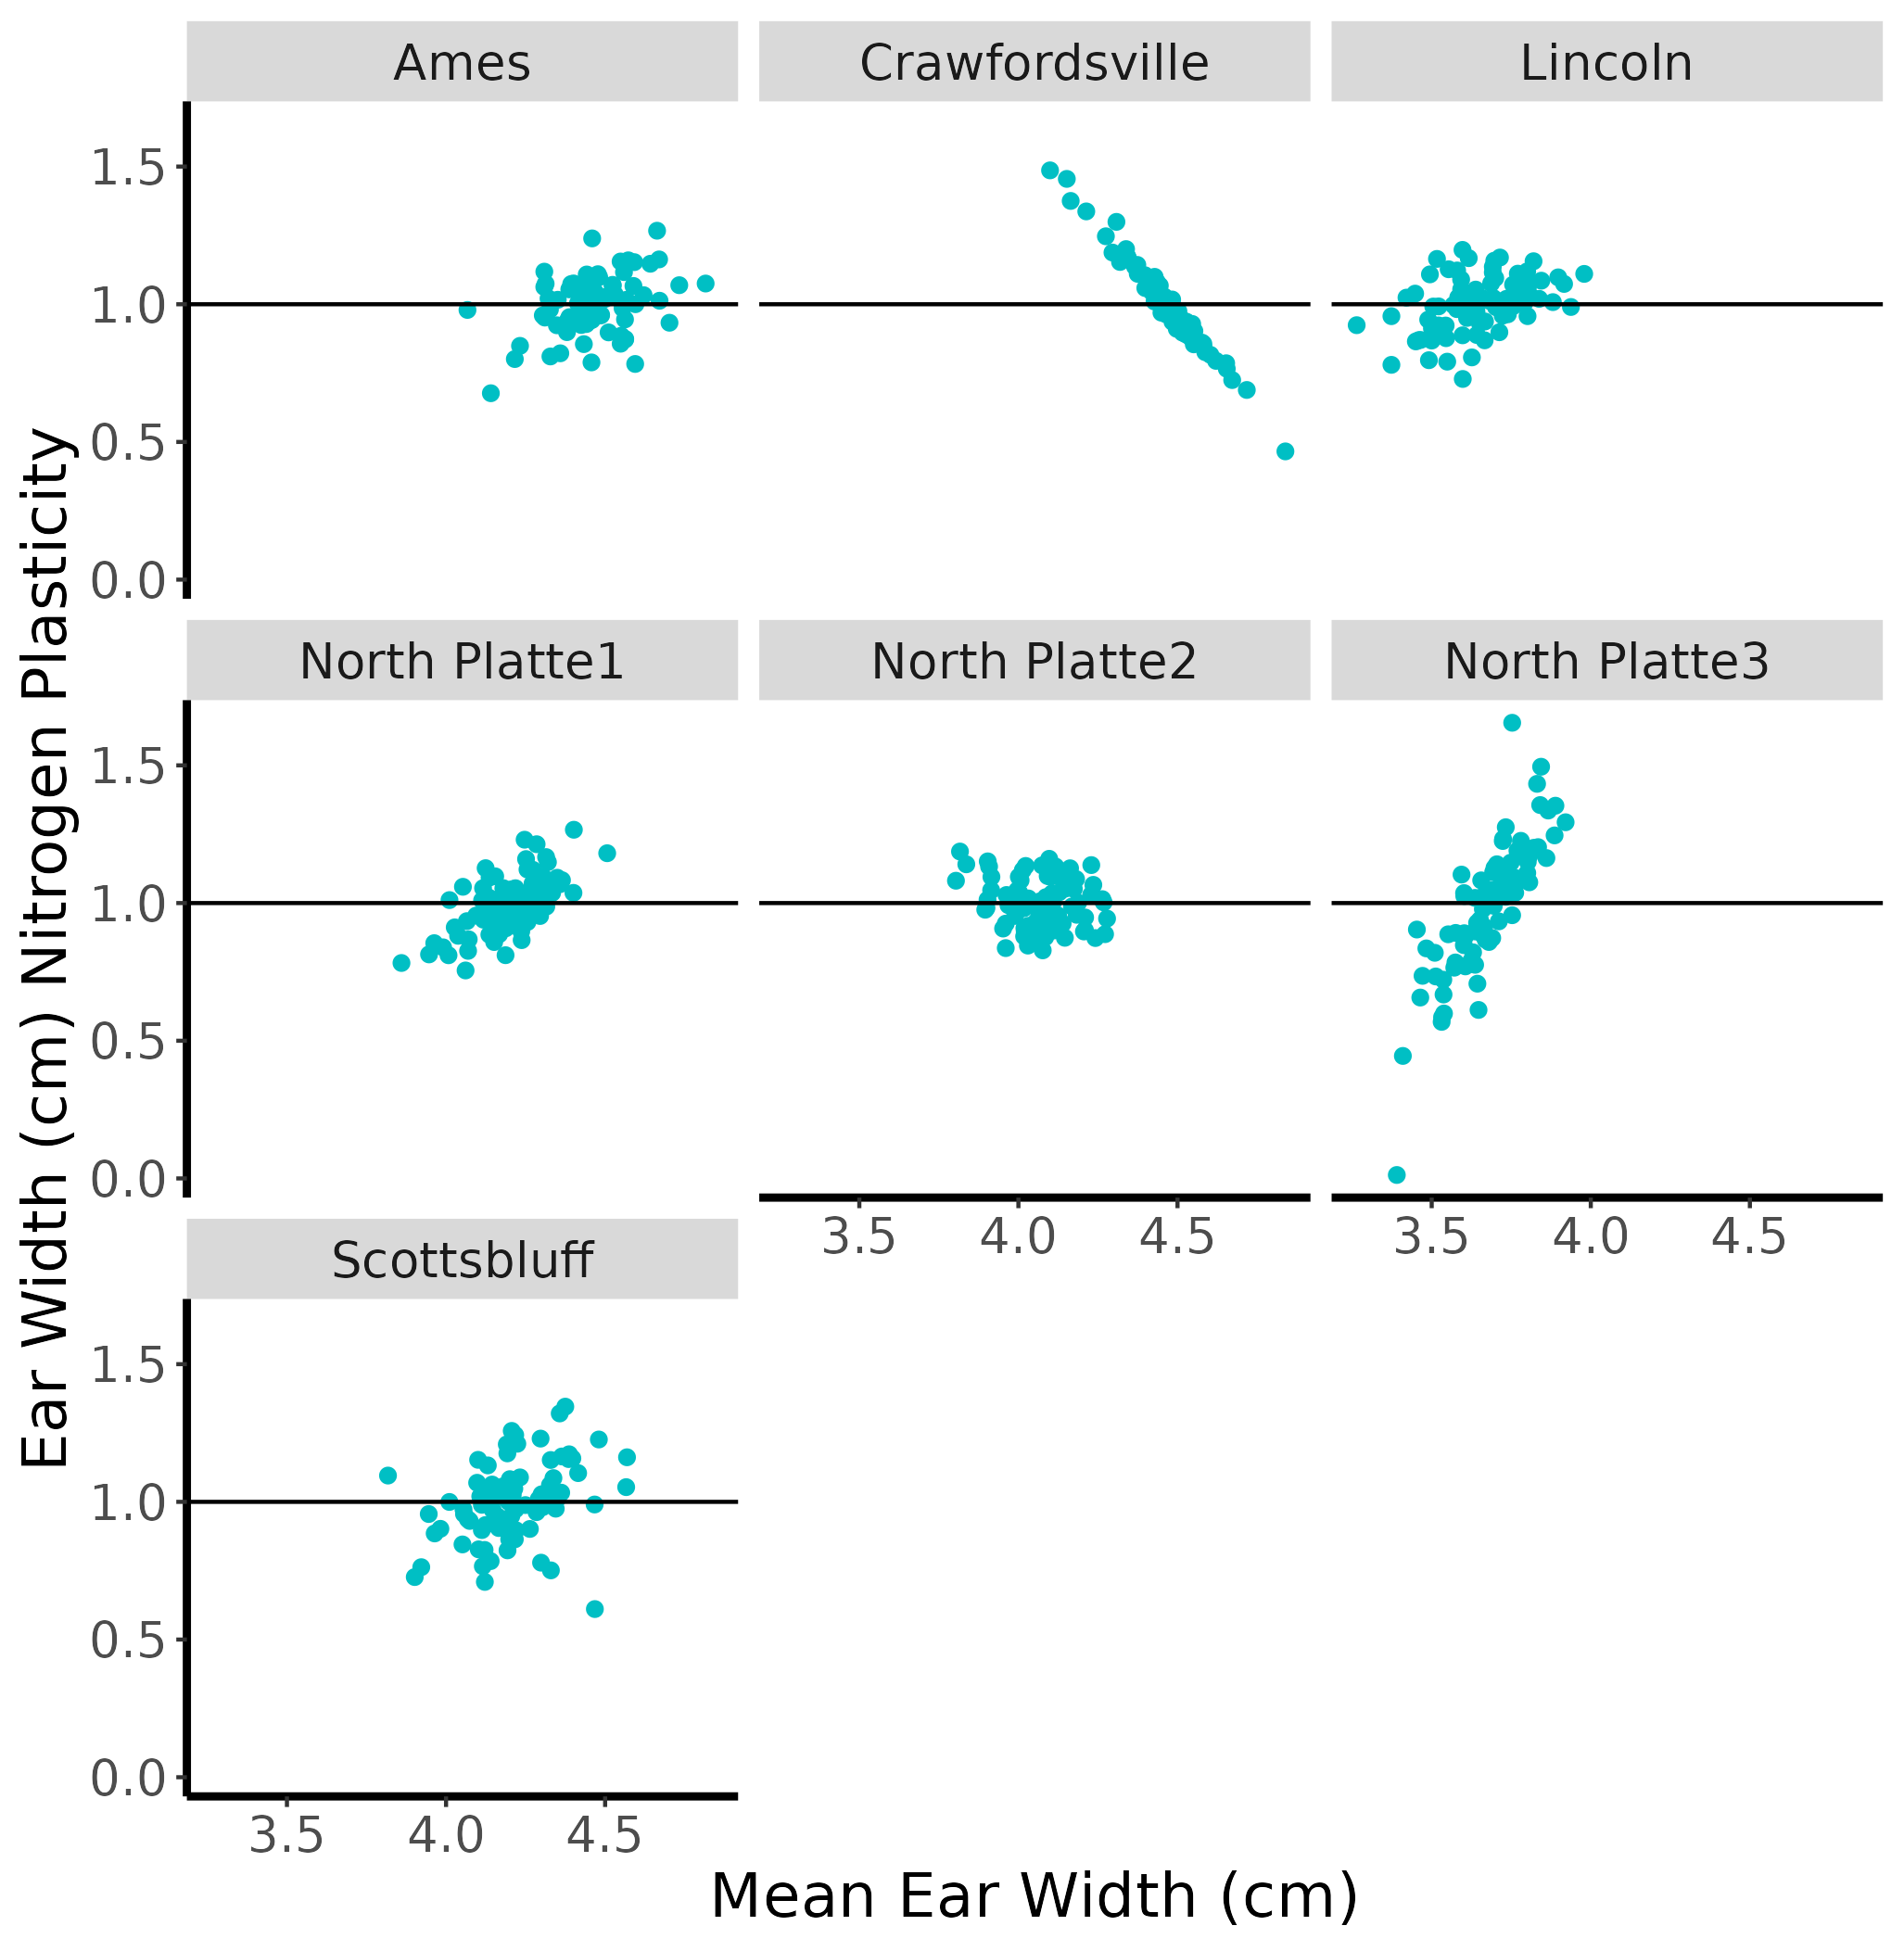 Ames
Crawfordsville
Lincoln
1.5
1.0
0.5
0.0
North Platte1
North Platte2
North Platte3
1.5
1.0
0.5
0.0
3.5 4.0 4.5
3.5 4.0 4.5
Scottsbluff
1.5
1.0
0.5
0.0
3.5 4.0 4.5
Mean Ear Width (cm)
Ear Width (cm) Nitrogen Plasticity